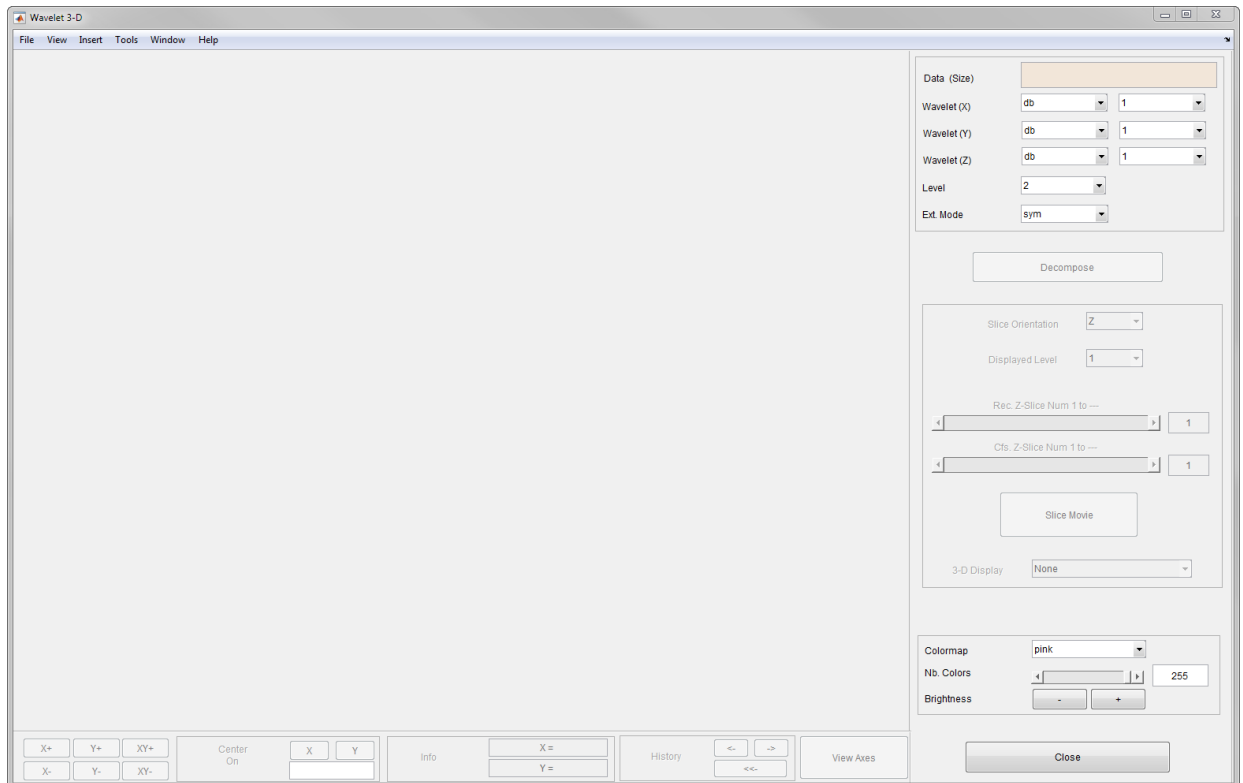 Wavelet 3-D
File View Insert Tools Window Help
Data (Size)
Wavelet (X) db 1
Wavelet (Y) db 1
Wavelet (Z) db 1
Level 2
Ext. Mode sym
Decompose
Slice Orientation Z
Displayed Level 1
Rec. Z-Slice Num 1 to ---
1
Cfs. Z-Slice Num 1 to ---
1
Slice Movie
3-D Display None
Colormap pink
Nb. Colors 255
Brightness - +
X+ Y+ XY+
X- Y- XY-
Center
On
X Y
Info
X =
Y =
History
<- ->
<<-
View Axes
Close